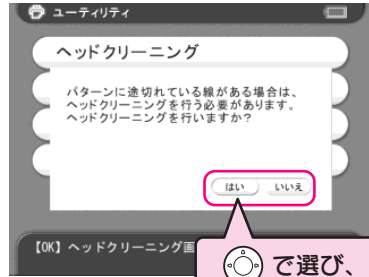 ユーティリティ
ヘッドクリーニング
パターンに途切れている線がある場合は、
ヘッドクリーニングを行う必要があります。
ヘッドクリーニングを行いますか?
はい いいえ
【OK】ヘッドクリーニング画
で選び、